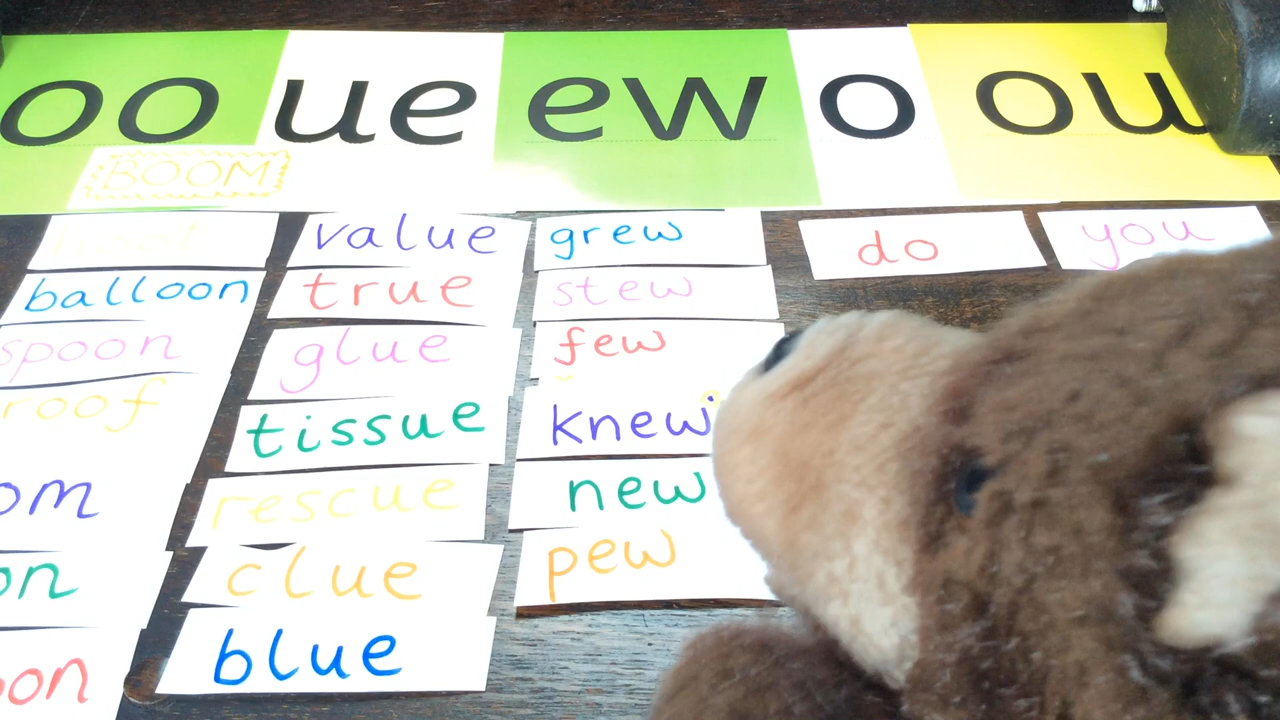 oo ue ew o ou
BOOM
value grew do you
balloon true stew
spoon glue few
roof tissue knew
rescue new
clue pew
blue